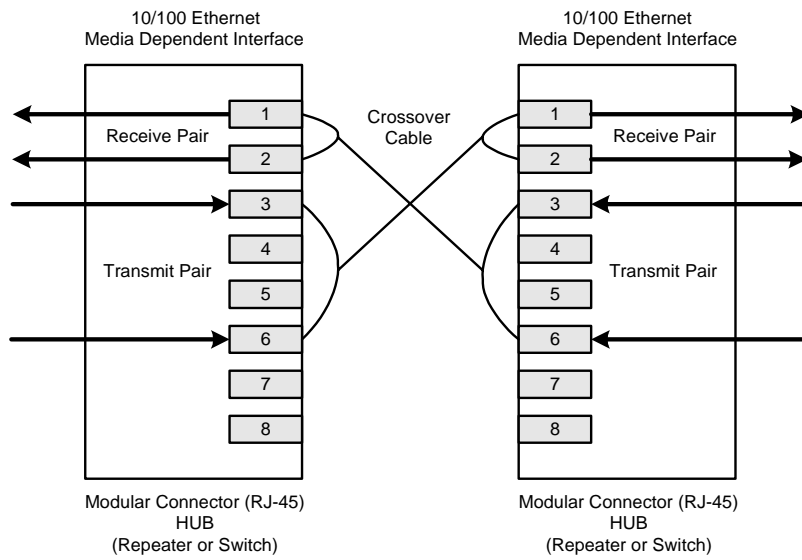 10/100 Ethernet
Media Dependent Interface
10/100 Ethernet
Media Dependent Interface
1
Receive Pair
2
3
4
Transmit Pair
5
6
7
8
Crossover
Cable
1
Receive Pair
2
3
4
Transmit Pair
5
6
7
8
Modular Connector (RJ-45)
HUB
(Repeater or Switch)
Modular Connector (RJ-45)
HUB
(Repeater or Switch)